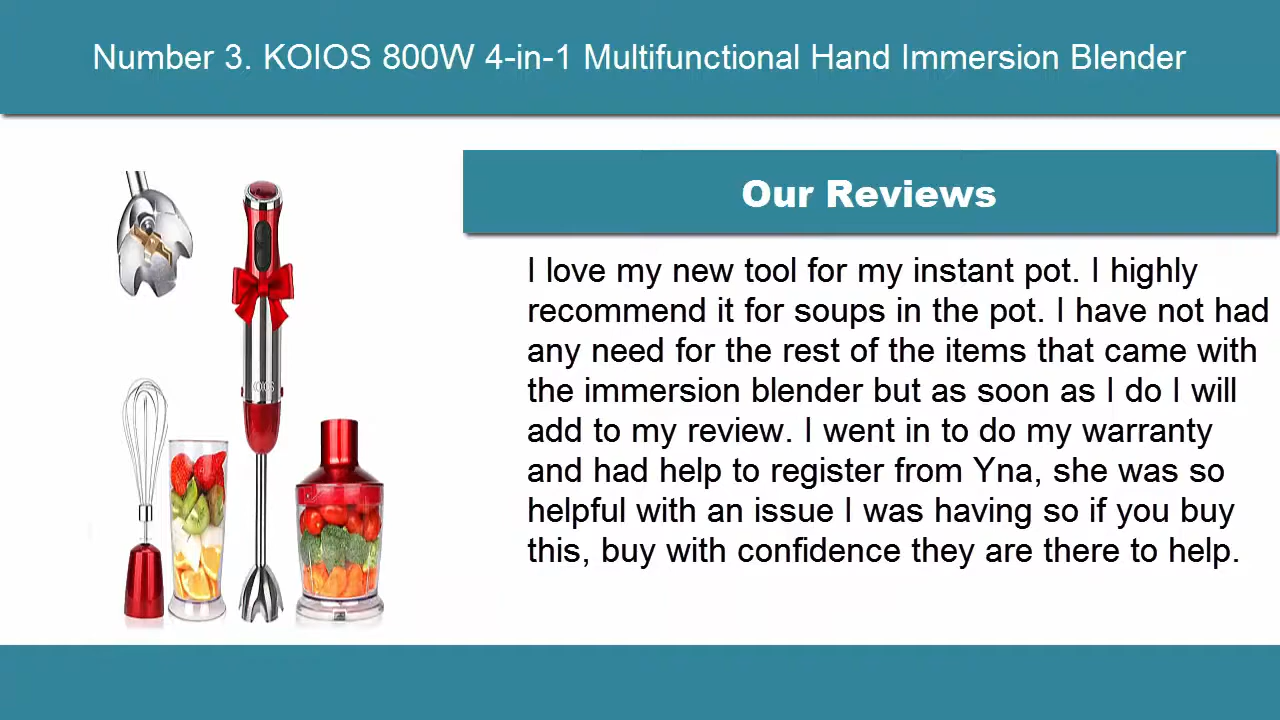 Number 3. KOIOS 800W 4-in-1 Multifunctional Hand Immersion Blender
Our Reviews
I love my new tool for my instant pot. I highly
recommend it for soups in the pot. I have not had
any need for the rest of the items that came with
the immersion blender but as soon as I do I will
add to my review. I went in to do my warranty
and had help to register from Yna, she was so
helpful with an issue I was having so if you buy
this, buy with confidence they are there to help.